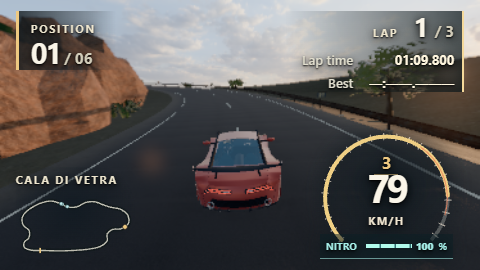 POSITION
01 / 06
LAP 1 / 3
Lap time 01:09.800
Best
CALA DI VETRA
3
79
KM/H
NITRO 100 %